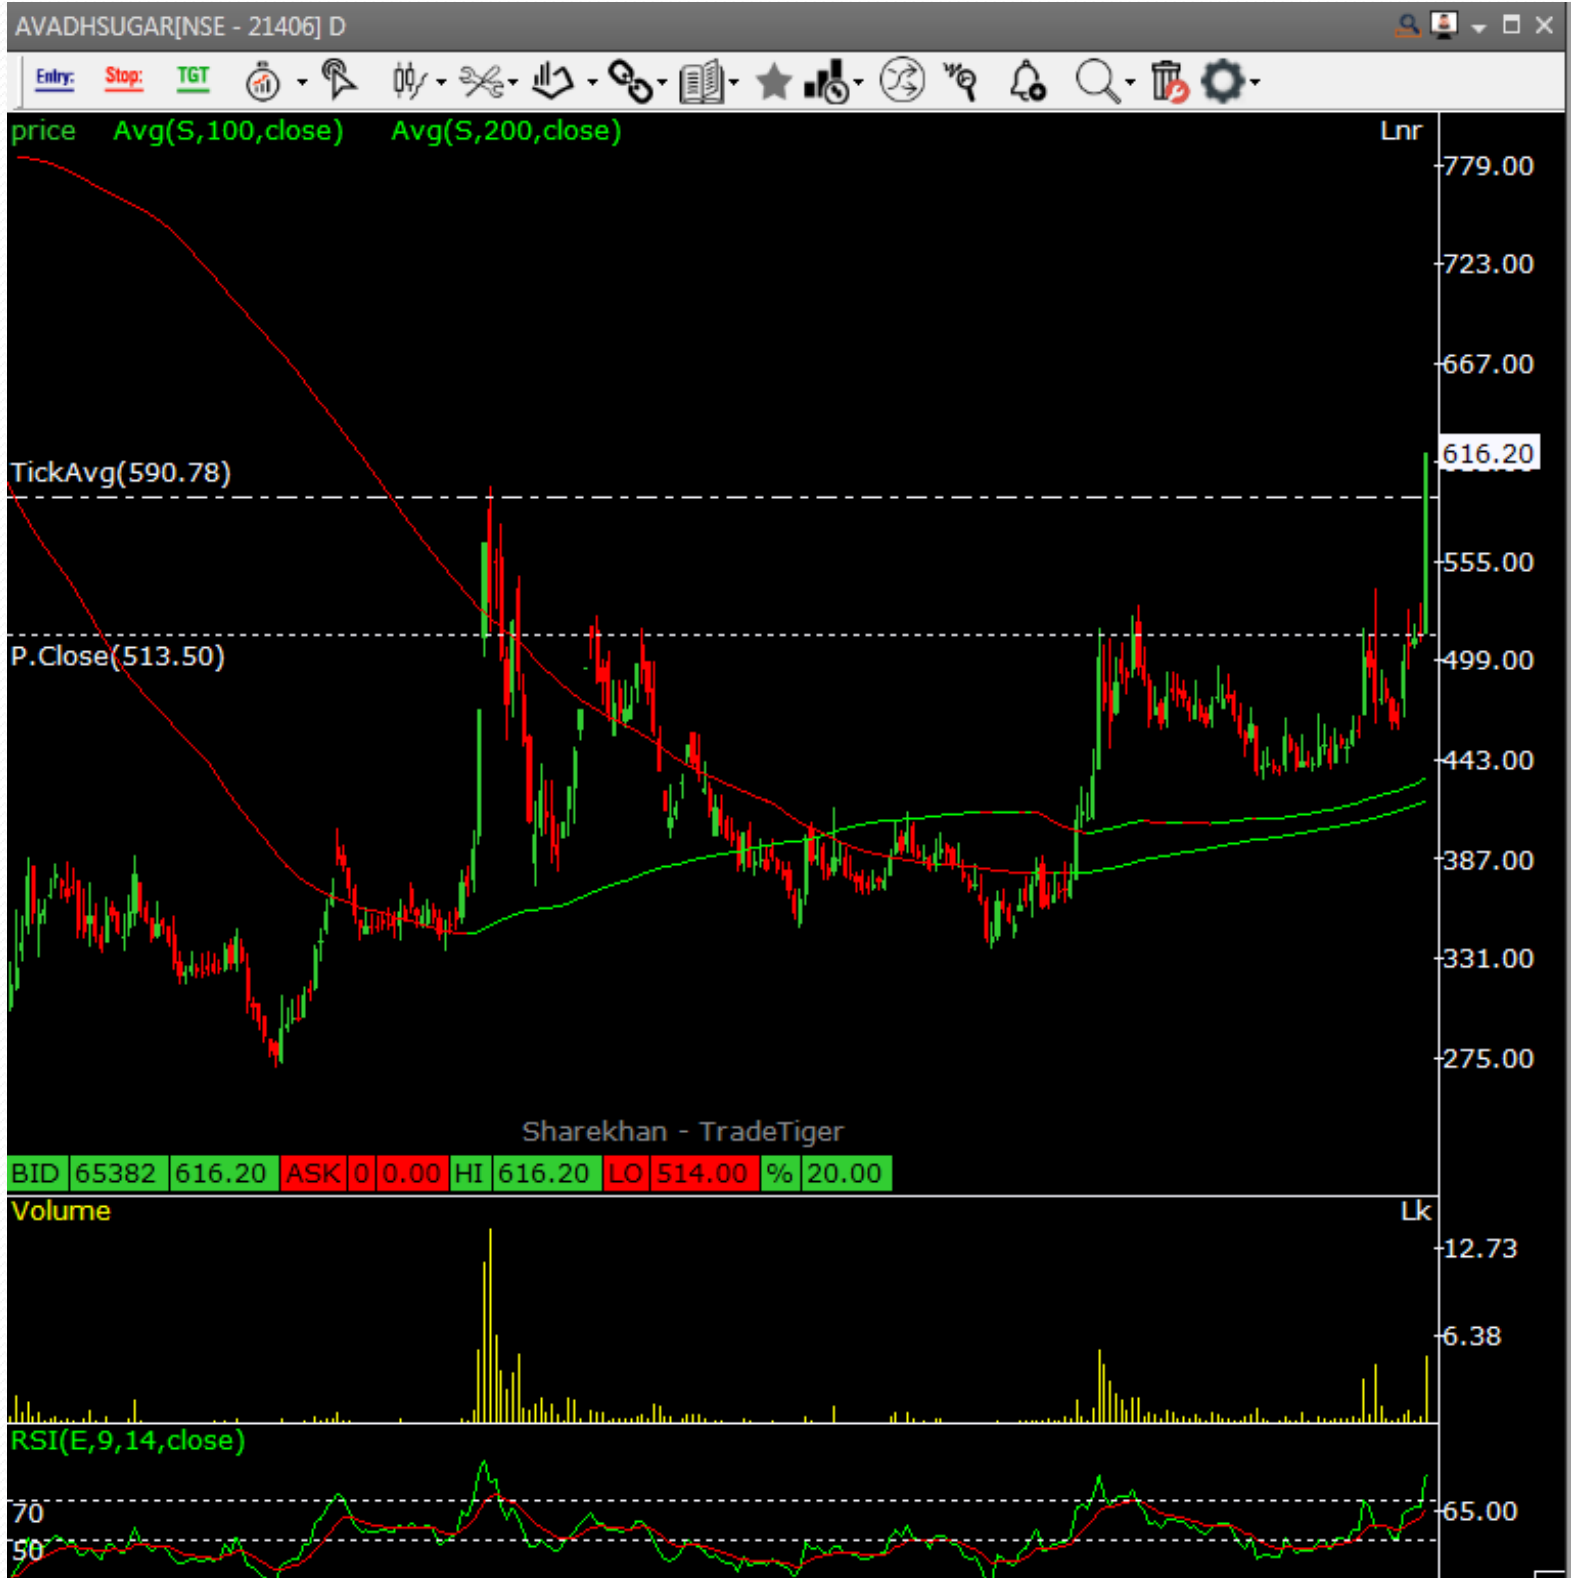 AVADHSUGAR[NSE - 21406] D
Entry: Stop: TGT
price Avg(S,100,close) Avg(S,200,close) Lnr
779.00
723.00
667.00
616.20
TickAvg(590.78)
555.00
P.Close(513.50)
499.00
443.00
387.00
331.00
275.00
Sharekhan - TradeTiger
BID 65382 616.20 ASK 0 0.00 HI 616.20 LO 514.00 % 20.00
Volume Lk
12.73
6.38
RSI(E,9,14,close)
70
65.00
50